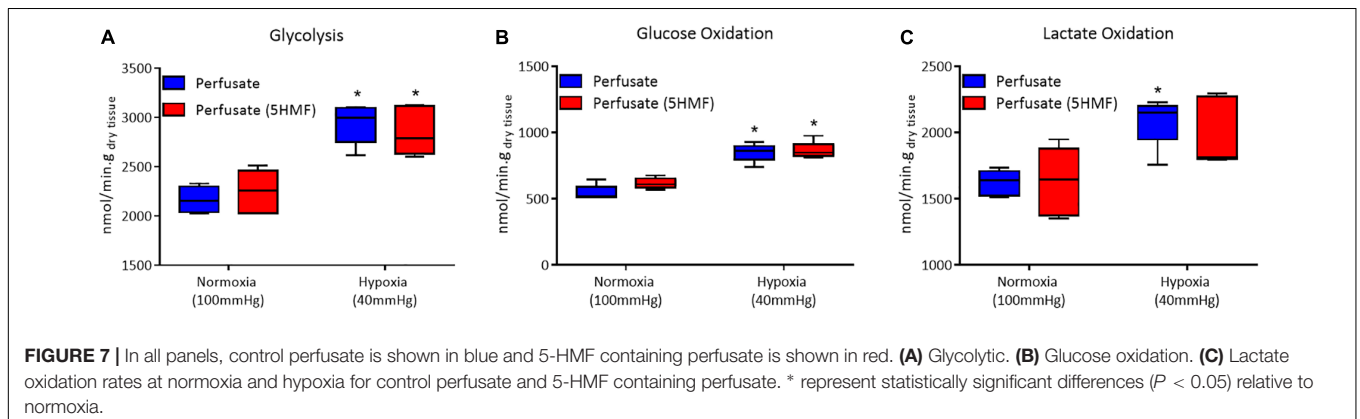 A
Glycolysis
3500
3000
2500
2000
1500
nmol/min.g dry tissue
Perfusate
Perfusate (5HMF)
*
*
Normoxia
(100mmHg)
Hypoxia
(40mmHg)
B
Glucose Oxidation
1500
1000
500
0
nmol/min.g dry tissue
Perfusate
Perfusate (5HMF)
*
*
Normoxia
(100mmHg)
Hypoxia
(40mmHg)
C
Lactate Oxidation
2500
2000
1500
1000
nmol/min.g dry tissue
Perfusate
Perfusate (5HMF)
*
Normoxia
(100mmHg)
Hypoxia
(40mmHg)
FIGURE 7 | In all panels, control perfusate is shown in blue and 5-HMF containing perfusate is shown in red. (A) Glycolytic. (B) Glucose oxidation. (C) Lactate
oxidation rates at normoxia and hypoxia for control perfusate and 5-HMF containing perfusate. * represent statistically significant differences (P < 0.05) relative to
normoxia.